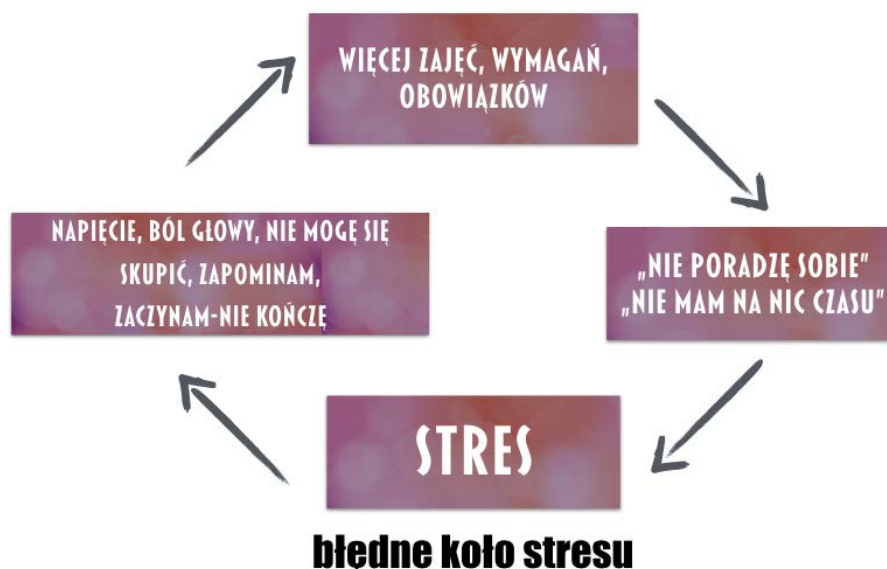 WIĘCEJ ZAJĘĆ, WYMAGAŃ,
OBOWIĄZKÓW
„NIE PORADZĘ SOBIE”
„NIE MAM NA NIC CZASU”
STRES
NAPIĘCIE, BÓL GŁOWY, NIE MOGĘ SIĘ
SKUPIĆ, ZAPOMINAM,
ZACZYNAM-NIE KOŃCZĘ
błędne koło stresu